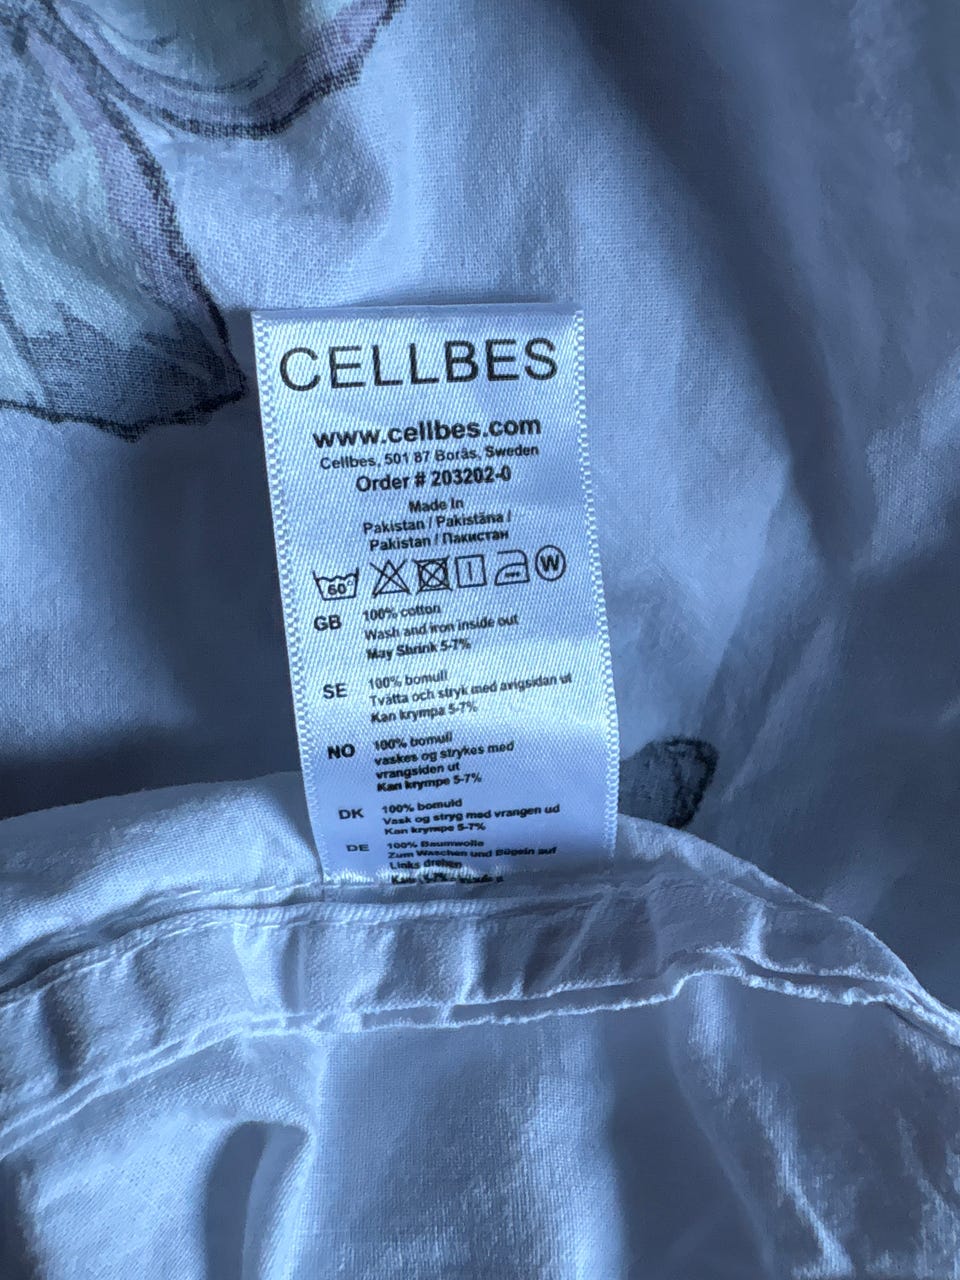 CELLBES
www.cellbes.com
Cellbes, 501 87 Borås, Sweden
Order # 203202-0
Made In
Pakistan / Pakistāna /
Pakistan / Пакистан
60° W
GB 100% cotton
Wash and iron inside out
May Shrink 5-7%
SE 100% bomull
Tvätta och stryk med avigsidan ut
Kan krympa 5-7%
NO 100% bomull
vaskes og strykes med
vrangsiden ut
Kan krympe 5-7%
DK 100% bomuld
Vask og stryg med vrangen ud
Kan krympe 5-7%
DE 100% Baumwolle
Zum Waschen und Bügeln auf
Links drehen